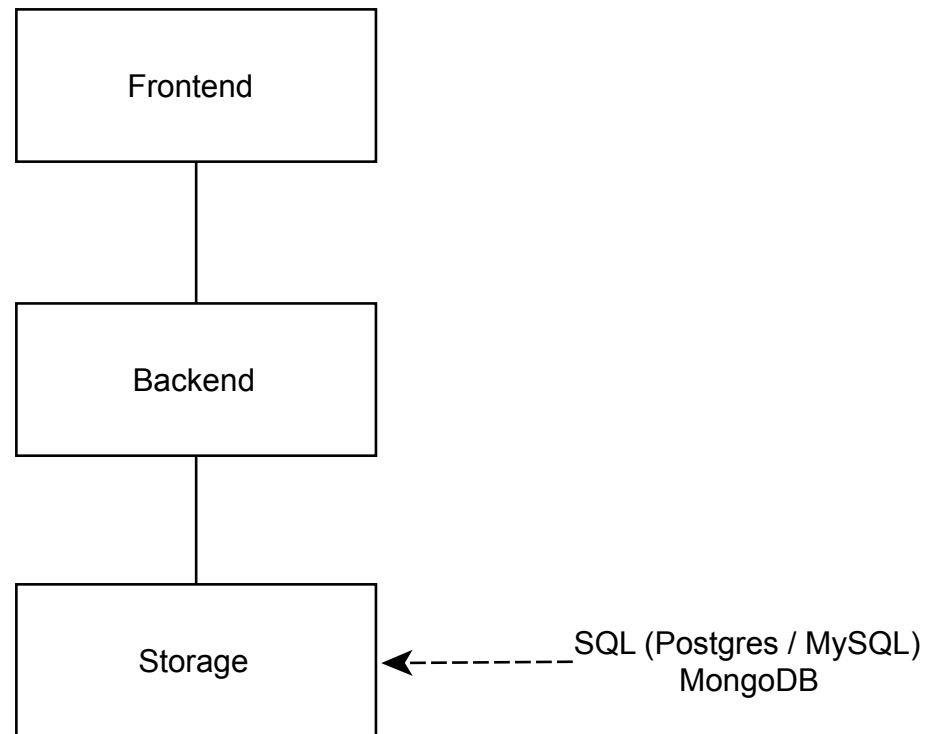 Frontend
Backend
Storage
SQL (Postgres / MySQL)
MongoDB